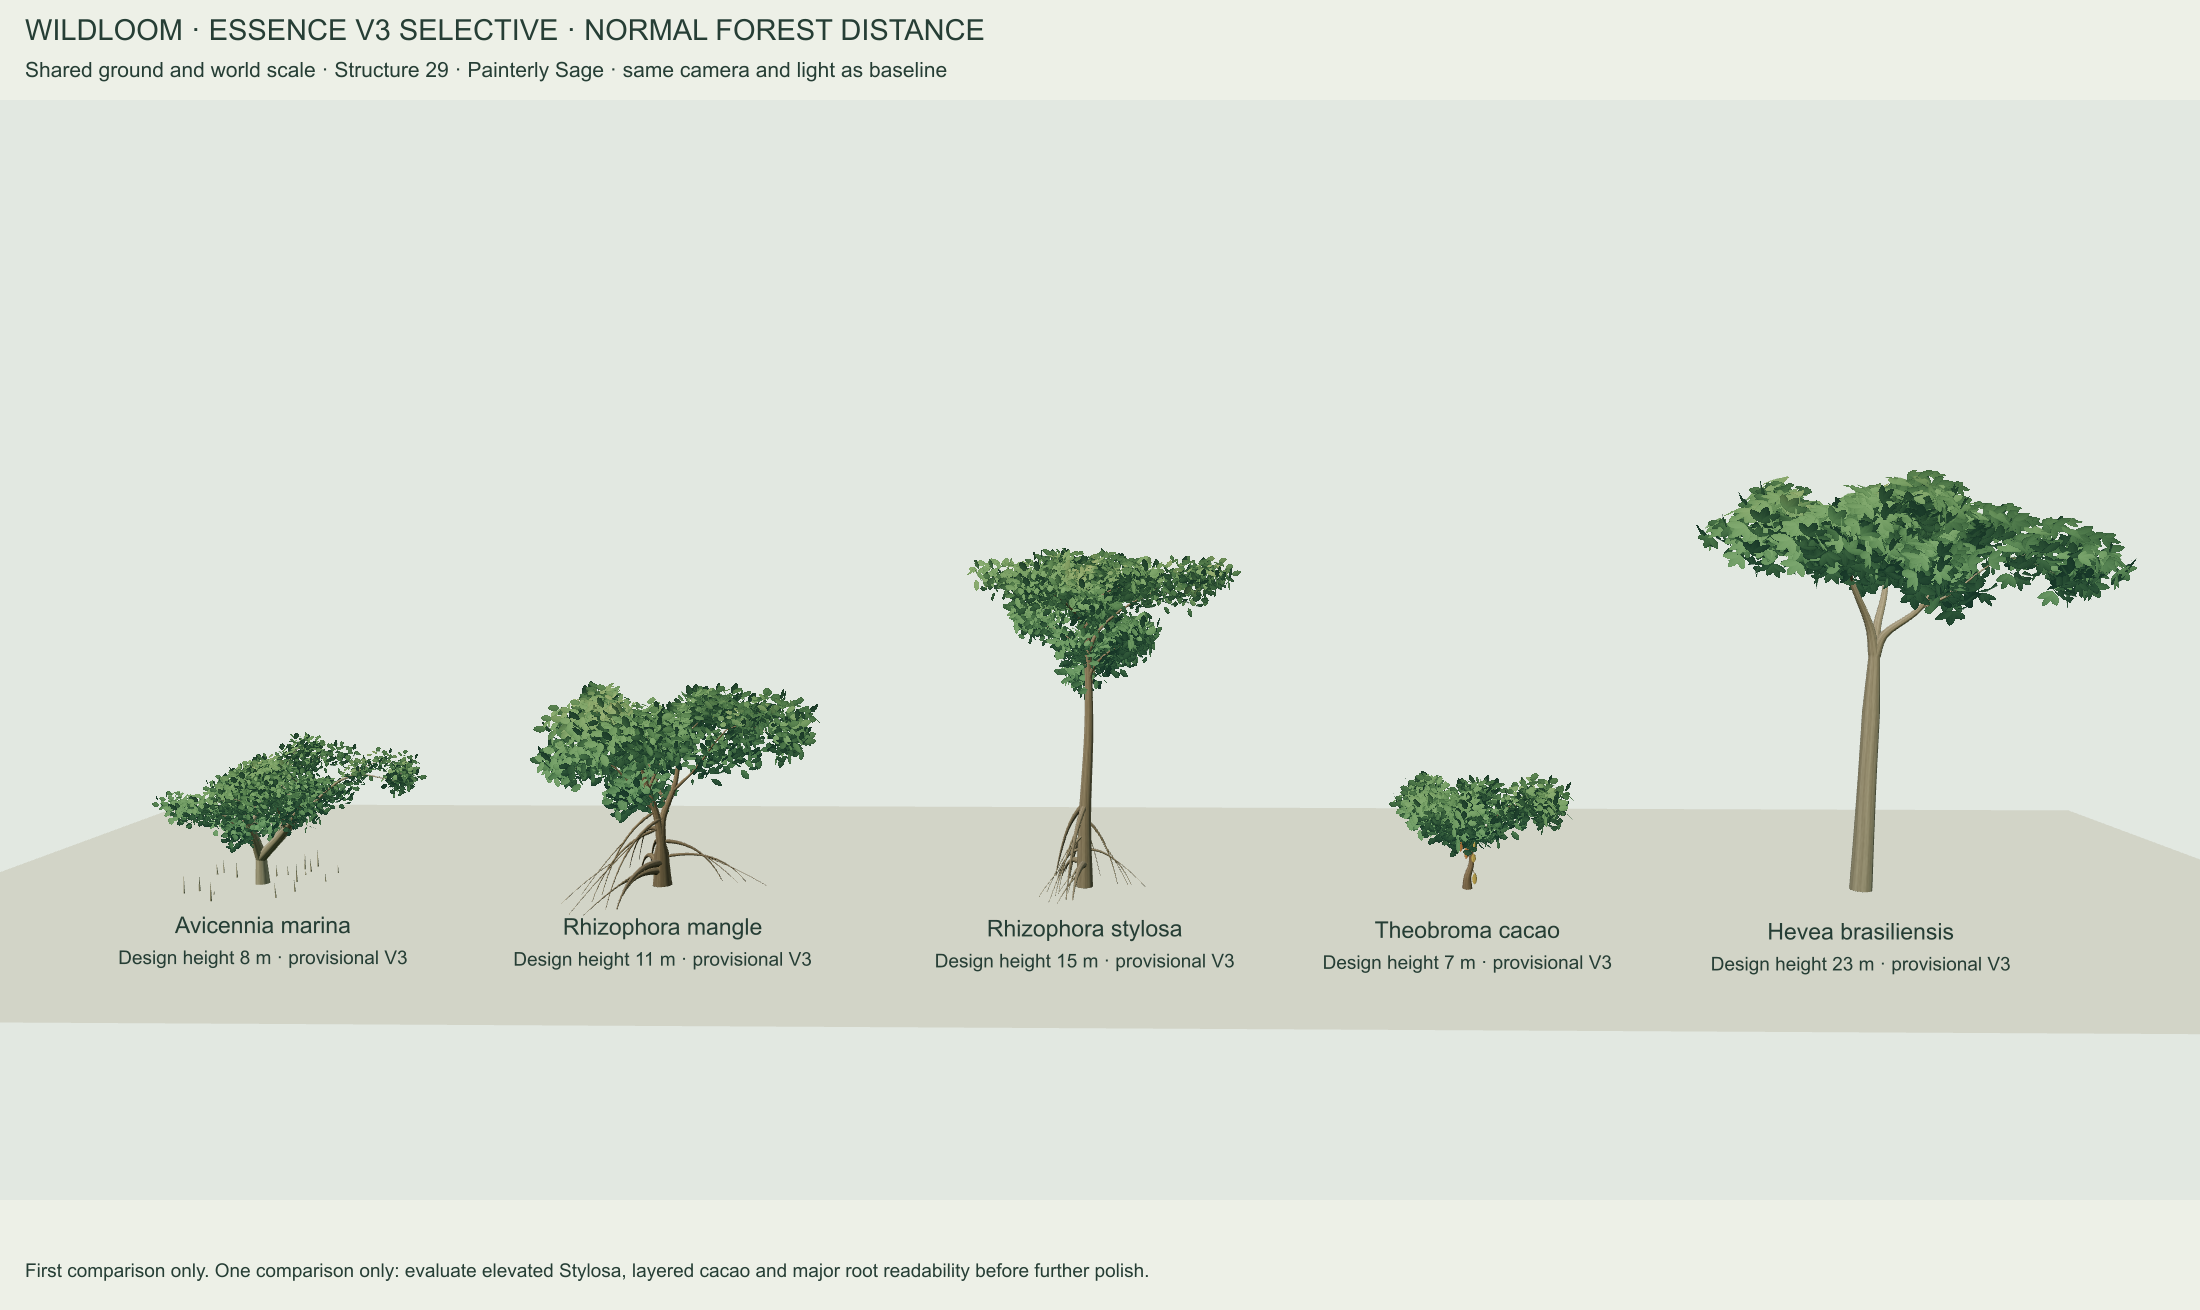 WILDLOOM · ESSENCE V3 SELECTIVE · NORMAL FOREST DISTANCE
Shared ground and world scale · Structure 29 · Painterly Sage · same camera and light as baseline
Avicennia marina
Design height 8 m · provisional V3
Rhizophora mangle
Design height 11 m · provisional V3
Rhizophora stylosa
Design height 15 m · provisional V3
Theobroma cacao
Design height 7 m · provisional V3
Hevea brasiliensis
Design height 23 m · provisional V3
First comparison only. One comparison only: evaluate elevated Stylosa, layered cacao and major root readability before further polish.